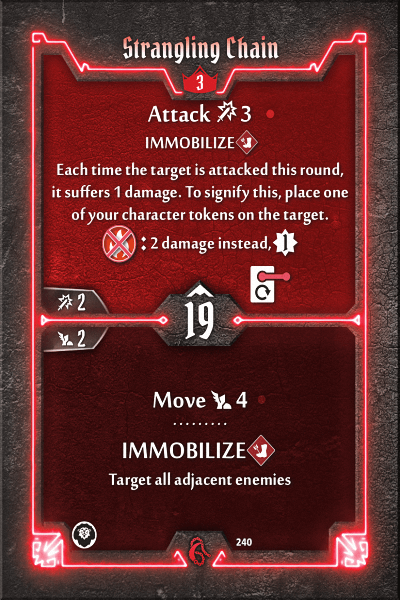 Strangling Chain
3
Attack 3
IMMOBILIZE
Each time the target is attacked this round,
it suffers 1 damage. To signify this, place one
of your character tokens on the target.
: 2 damage instead, 1
2
19
2
Move 4
IMMOBILIZE
Target all adjacent enemies
240